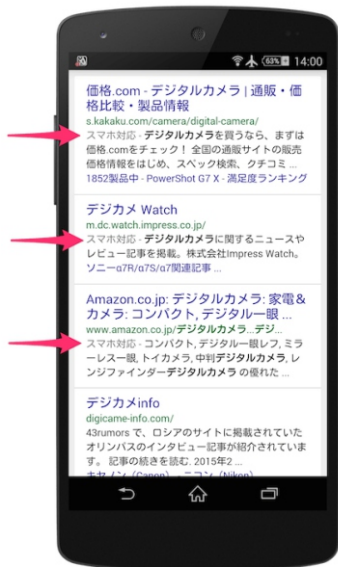 63%
14:00
価格.com - デジタルカメラ | 通販・価
格比較・製品情報
s.kakaku.com/camera/digital-camera/
スマホ対応 - デジタルカメラを買うなら、まずは
価格.comをチェック！ 全国の通販サイトの販売
価格情報をはじめ、スペック検索、クチコミ ...
1852製品中 - PowerShot G7 X - 満足度ランキング
デジカメ Watch
m.dc.watch.impress.co.jp/
スマホ対応 - デジタルカメラに関するニュースや
レビュー記事を掲載。株式会社Impress Watch。
ソニーα7R/α7S/α7関連記事 ...
Amazon.co.jp: デジタルカメラ: 家電＆
カメラ: コンパクト, デジタル一眼 ...
www.amazon.co.jp/デジタルカメラ...デジ...
スマホ対応 - コンパクト, デジタル一眼レフ, ミラ
ーレス一眼, トイカメラ, 中判デジタルカメラ, レ
ンジファインダーデジタルカメラ の優れた ...
デジカメinfo
digicame-info.com/
43rumors で、ロシアのサイトに掲載されていた
オリンパスのインタビュー記事が紹介されていま
す。 記事の続きを読む. 2015年2 ...
キヤノン（Canon） - ニコン（Nikon）